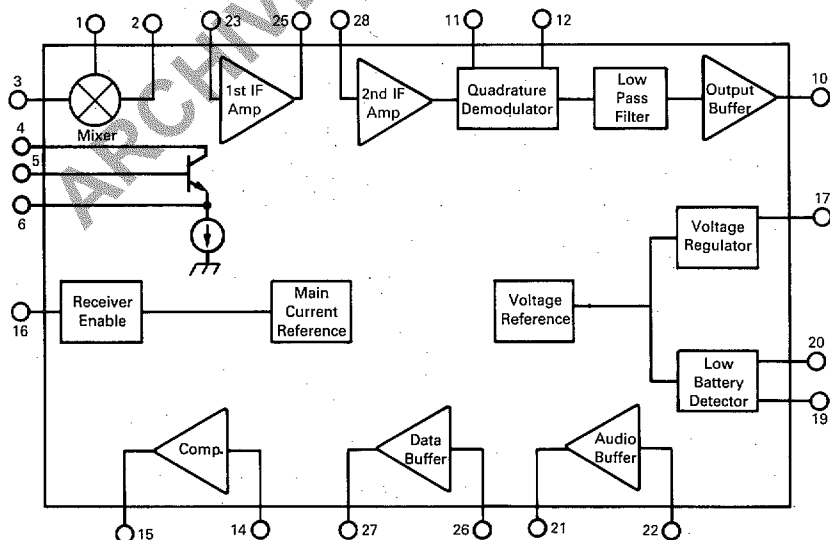 1
2
23
25
28
11
12
3
Mixer
1st IF
Amp
2nd IF
Amp
Quadrature
Demodulator
Low
Pass
Filter
Output
Buffer
10
4
5
6
17
Voltage
Regulator
16
Receiver
Enable
Main
Current
Reference
Voltage
Reference
20
Low
Battery
Detector
19
Comp.
Data
Buffer
Audio
Buffer
15
14
27
26
21
22
ARCHIV